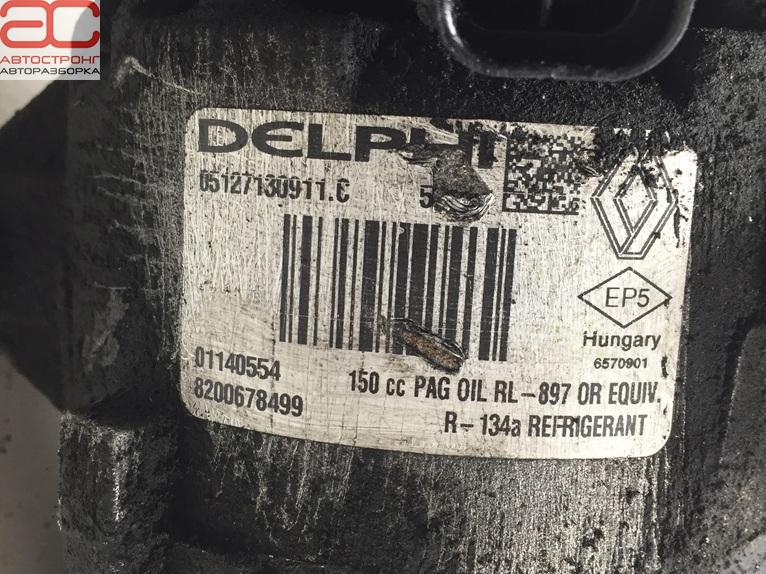 АС
АВТОСТРОНГ
АВТОРАЗБОРКА
DELPHI
05127130911.C
EP5
Hungary
6570901
01140554
8200678499
150 cc PAG OIL RL-897 OR EQUIV.
R-134a REFRIGERANT